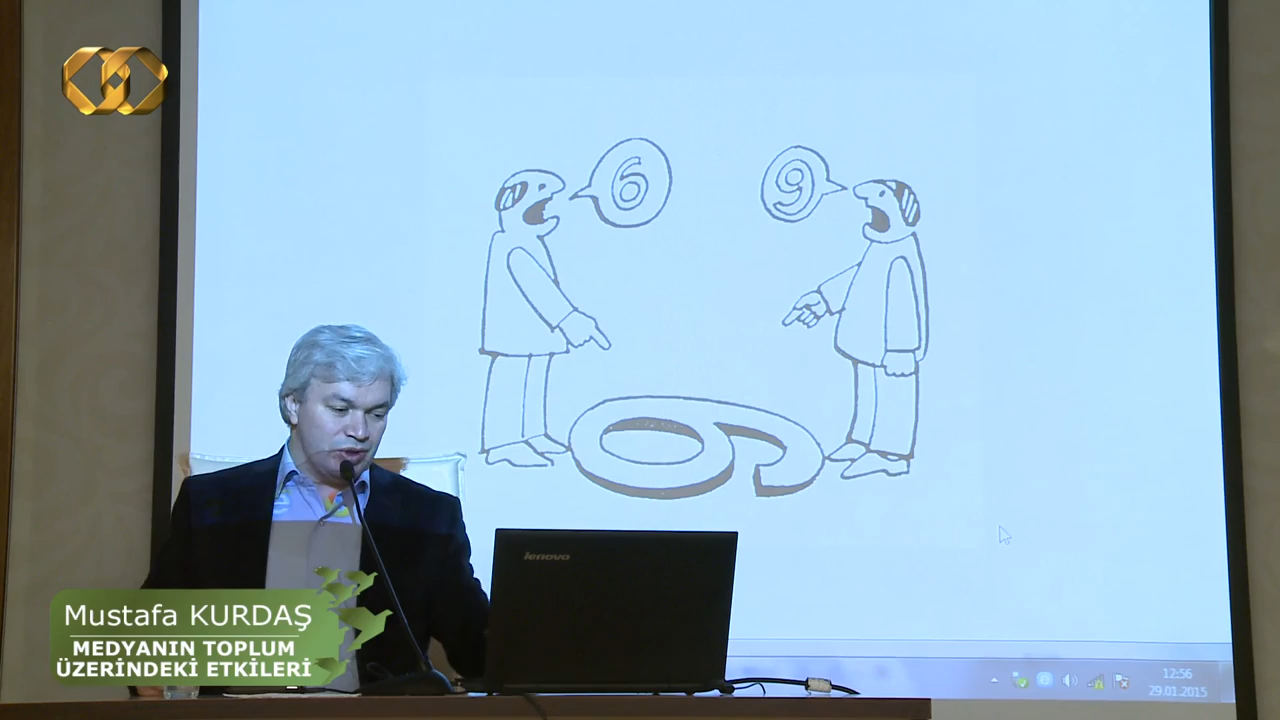 6
9
lenovo
Mustafa KURDAŞ
MEDYANIN TOPLUM
ÜZERİNDEKİ ETKİLERİ
12:56
29.01.2015